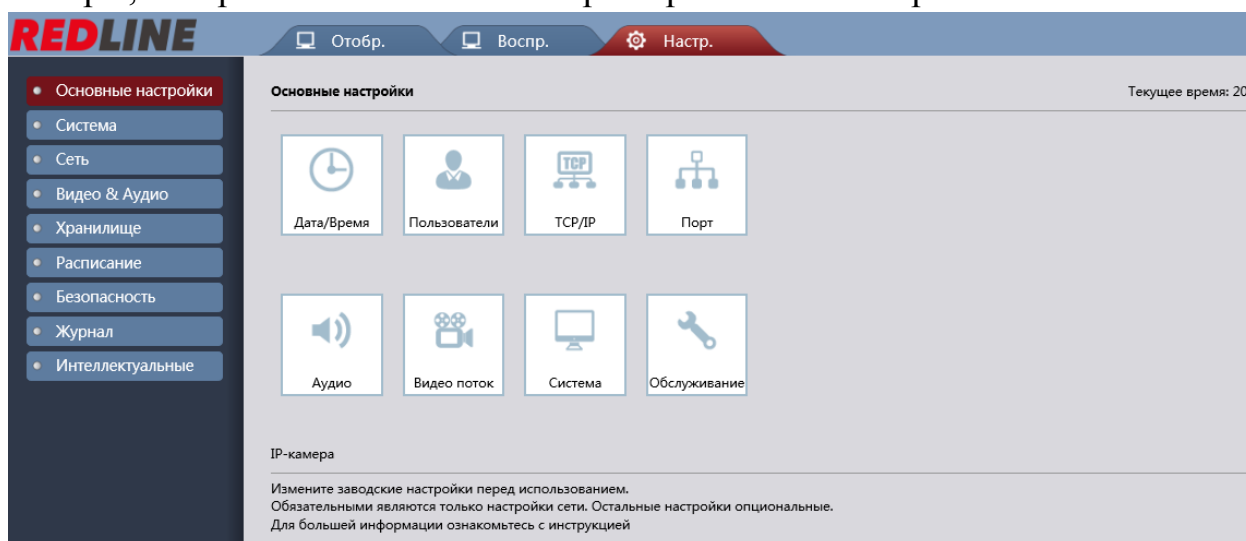 REDLINE
Отобр.
Воспр.
Настр.
Основные настройки
Система
Сеть
Видео & Аудио
Хранилище
Расписание
Безопасность
Журнал
Интеллектуальные
Основные настройки
Текущее время: 20
TCP
Дата/Время
Пользователи
TCP/IP
Порт
Аудио
Видео поток
Система
Обслуживание
IP-камера
Измените заводские настройки перед использованием.
Обязательными являются только настройки сети. Остальные настройки опциональные.
Для большей информации ознакомьтесь с инструкцией